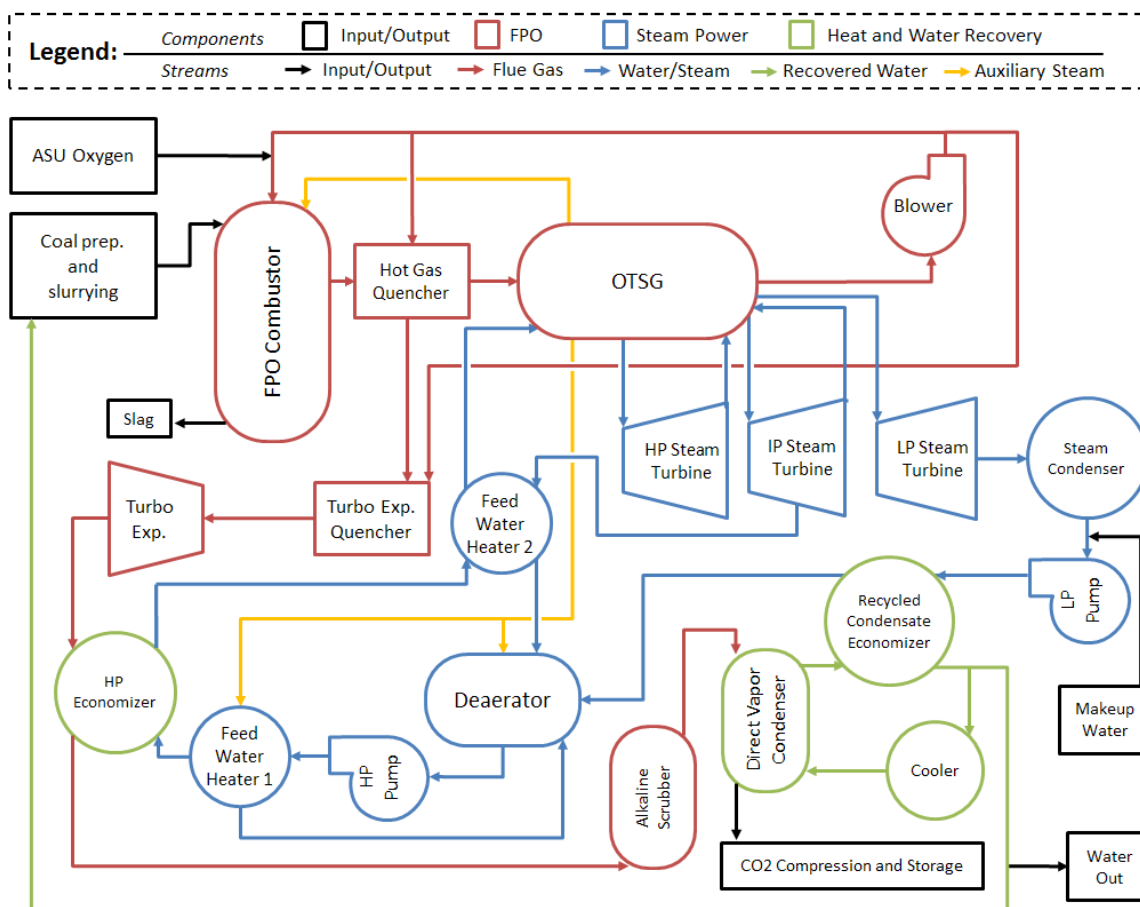 Legend:
Components
Input/Output
FPO
Steam Power
Heat and Water Recovery
Streams
Input/Output
Flue Gas
Water/Steam
Recovered Water
Auxiliary Steam
ASU Oxygen
Coal prep.
and
slurrying
FPO Combustor
Hot Gas
Quencher
OTSG
Blower
Slag
HP Steam
Turbine
IP Steam
Turbine
LP Steam
Turbine
Steam
Condenser
Turbo
Exp.
Turbo Exp.
Quencher
Feed
Water
Heater 2
LP
Pump
Recycled
Condensate
Economizer
HP
Economizer
Feed
Water
Heater 1
HP
Pump
Deaerator
Alkaline
Scrubber
Direct Vapor
Condenser
Cooler
Makeup
Water
CO2 Compression and Storage
Water
Out